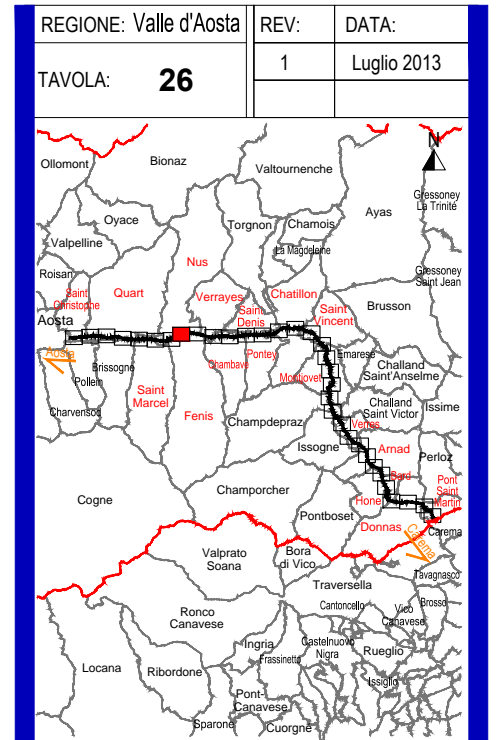 REGIONE: Valle d'Aosta
REV:
DATA:
TAVOLA: 26
1
Luglio 2013
N
Ollomont
Bionaz
Valtournenche
Gressoney
La Trinité
Ayas
Oyace
Torgnon
Chamois
Valpelline
La Magdeleine
Nus
Roisan
Gressoney
Saint Jean
Saint
Christophe
Quart
Verrayes
Chatillon
Saint
Denis
Saint
Vincent
Brusson
Aosta
Aosta
Brissogne
Pollein
Chambave
Pontey
Emarese
Challand
Saint'Anselme
Montjovet
Saint
Marcel
Charvensod
Fenis
Champdepraz
Challand
Saint Victor
Issime
Verres
Issogne
Arnad
Perloz
Bard
Pont
Saint
Martin
Cogne
Champorcher
Hone
Pontboset
Donnas
Carema
Carema
Valprato
Soana
Bora
di Vico
Traversella
Tavagnasco
Ronco
Canavese
Cantoncello
Vico
Canavese
Brosso
Ingria
Castelnuovo
Nigra
Rueglio
Frassinetto
Locana
Ribordone
Issiglio
Pont-
Canavese
Sparone
Cuorgne